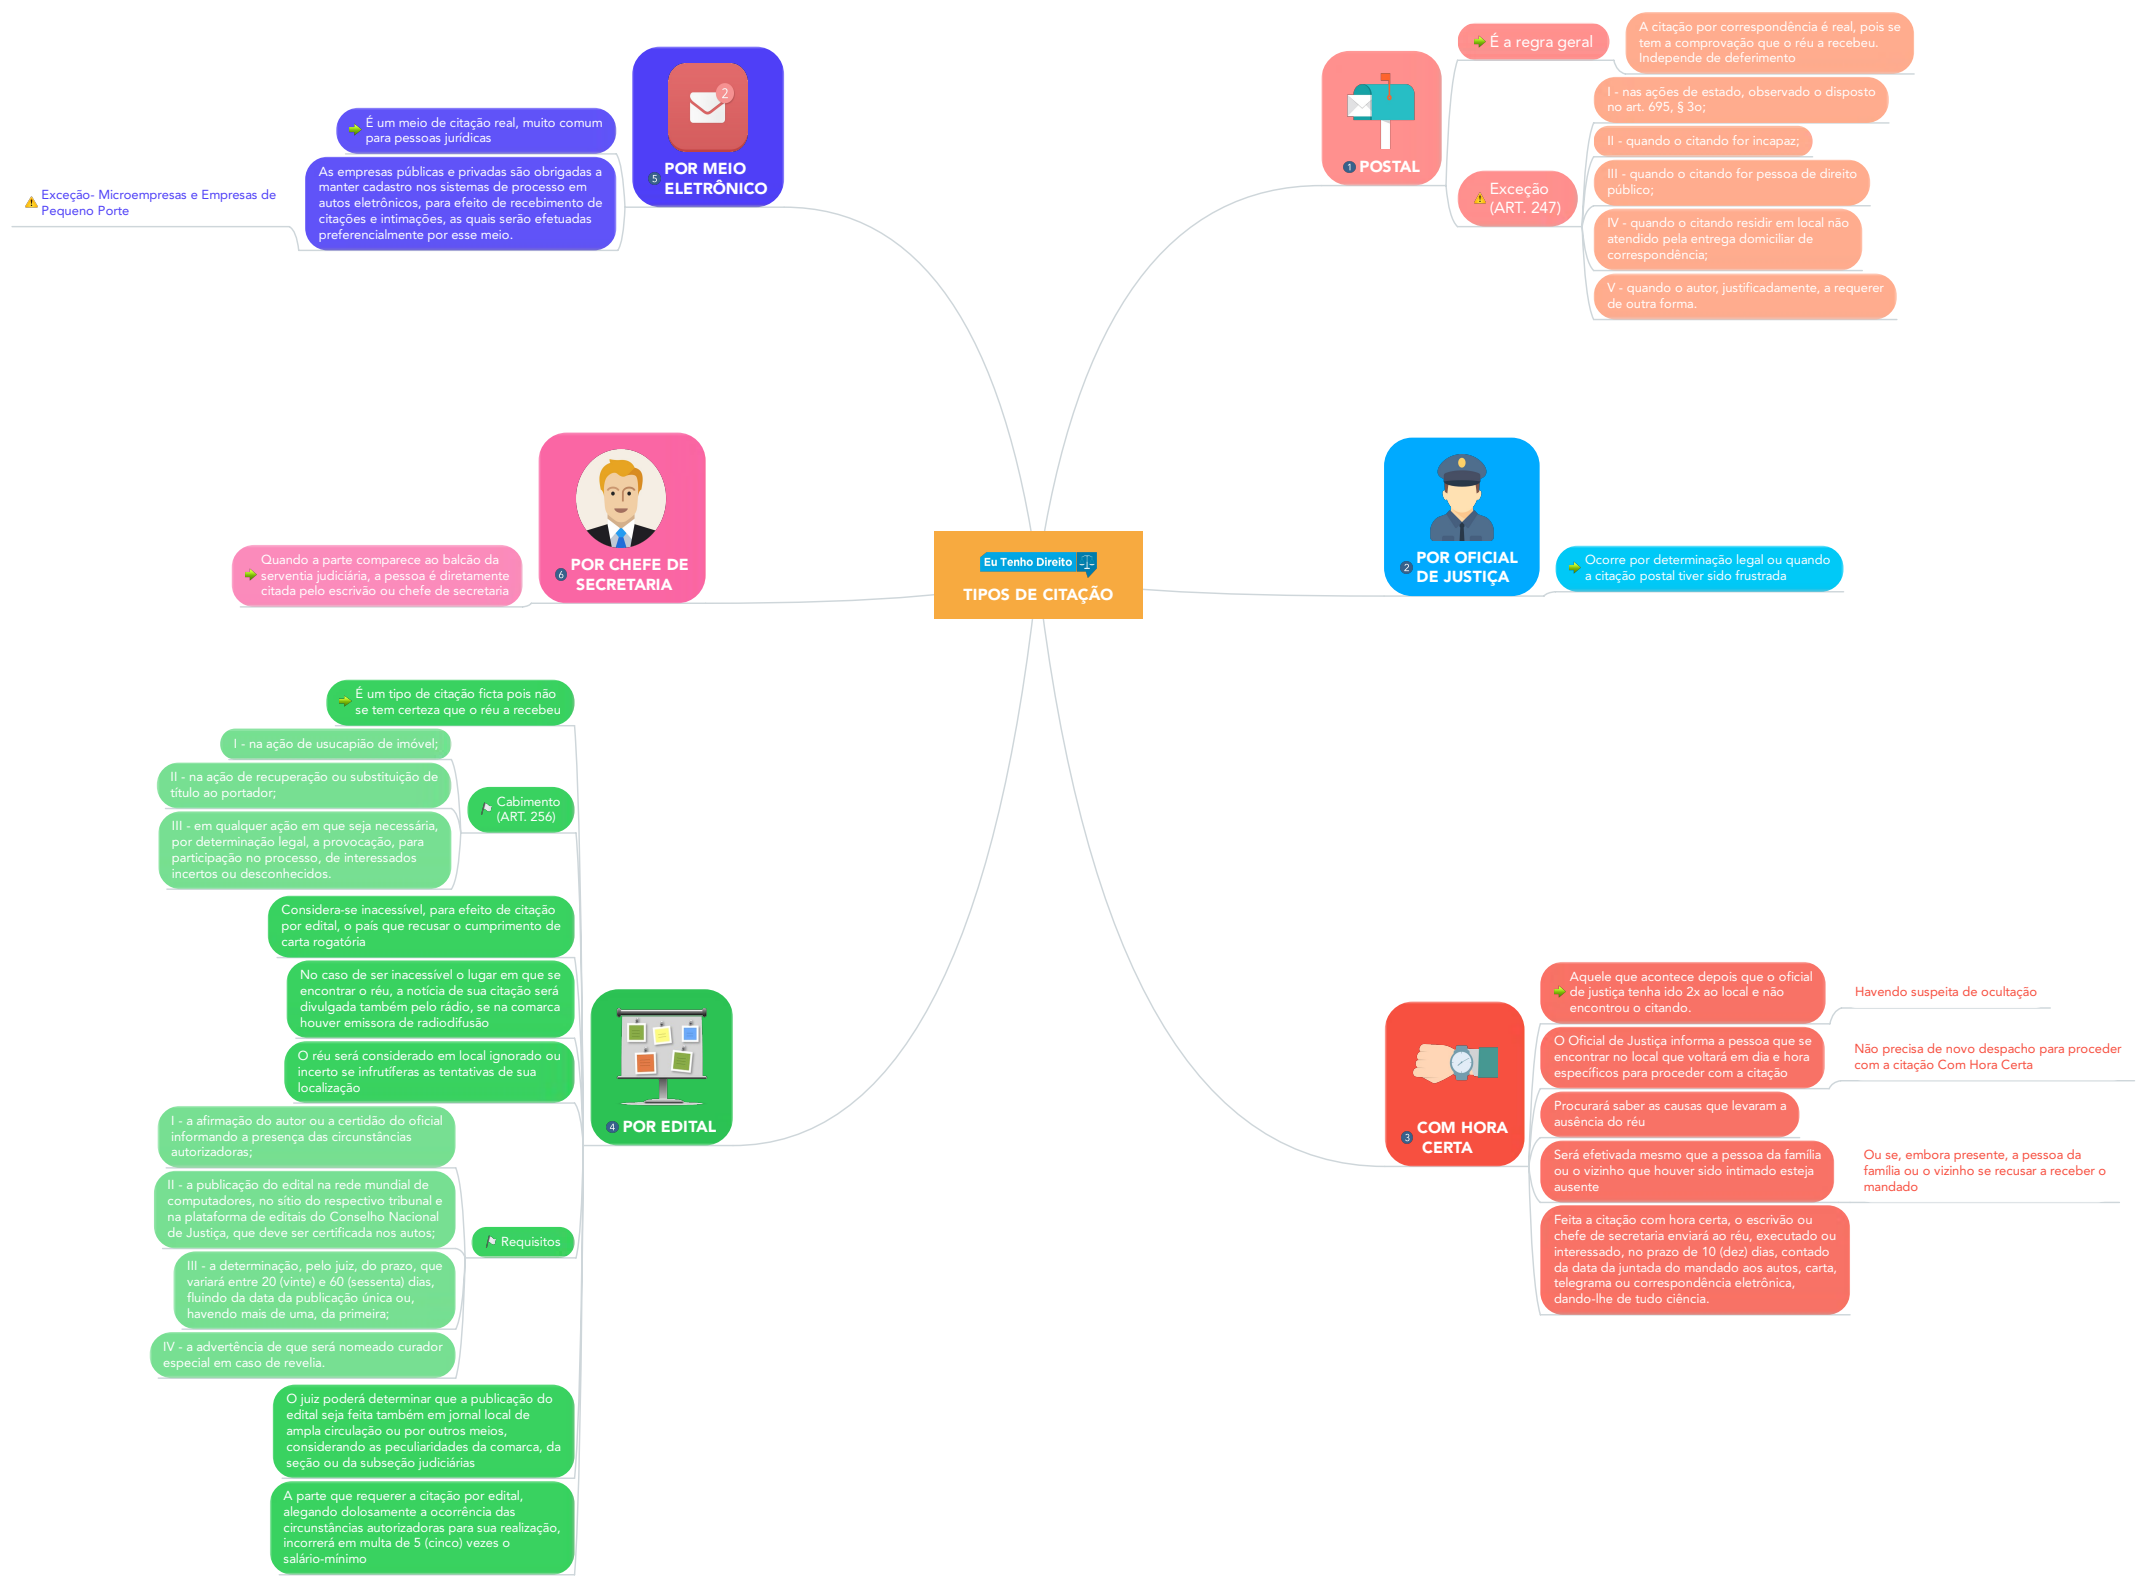 Eu Tenho Direito
TIPOS DE CITAÇÃO
1 POSTAL
É a regra geral
A citação por correspondência é real, pois se
tem a comprovação que o réu a recebeu.
Independe de deferimento
Exceção
(ART. 247)
I - nas ações de estado, observado o disposto
no art. 695, § 3o;
II - quando o citando for incapaz;
III - quando o citando for pessoa de direito
público;
IV - quando o citando residir em local não
atendido pela entrega domiciliar de
correspondência;
V - quando o autor, justificadamente, a requerer
de outra forma.
2 POR OFICIAL
DE JUSTIÇA
Ocorre por determinação legal ou quando
a citação postal tiver sido frustrada
3 COM HORA
CERTA
Aquele que acontece depois que o oficial
de justiça tenha ido 2x ao local e não
encontrou o citando.
Havendo suspeita de ocultação
O Oficial de Justiça informa a pessoa que se
encontrar no local que voltará em dia e hora
específicos para proceder com a citação
Não precisa de novo despacho para proceder
com a citação Com Hora Certa
Procurará saber as causas que levaram a
ausência do réu
Será efetivada mesmo que a pessoa da família
ou o vizinho que houver sido intimado esteja
ausente
Ou se, embora presente, a pessoa da
família ou o vizinho se recusar a receber o
mandado
Feita a citação com hora certa, o escrivão ou
chefe de secretaria enviará ao réu, executado ou
interessado, no prazo de 10 (dez) dias, contado
da data da juntada do mandado aos autos, carta,
telegrama ou correspondência eletrônica,
dando-lhe de tudo ciência.
4 POR EDITAL
É um tipo de citação ficta pois não
se tem certeza que o réu a recebeu
Cabimento
(ART. 256)
I - na ação de usucapião de imóvel;
II - na ação de recuperação ou substituição de
título ao portador;
III - em qualquer ação em que seja necessária,
por determinação legal, a provocação, para
participação no processo, de interessados
incertos ou desconhecidos.
Considera-se inacessível, para efeito de citação
por edital, o país que recusar o cumprimento de
carta rogatória
No caso de ser inacessível o lugar em que se
encontrar o réu, a notícia de sua citação será
divulgada também pelo rádio, se na comarca
houver emissora de radiodifusão
O réu será considerado em local ignorado ou
incerto se infrutíferas as tentativas de sua
localização
Requisitos
I - a afirmação do autor ou a certidão do oficial
informando a presença das circunstâncias
autorizadoras;
II - a publicação do edital na rede mundial de
computadores, no sítio do respectivo tribunal e
na plataforma de editais do Conselho Nacional
de Justiça, que deve ser certificada nos autos;
III - a determinação, pelo juiz, do prazo, que
variará entre 20 (vinte) e 60 (sessenta) dias,
fluindo da data da publicação única ou,
havendo mais de uma, da primeira;
IV - a advertência de que será nomeado curador
especial em caso de revelia.
O juiz poderá determinar que a publicação do
edital seja feita também em jornal local de
ampla circulação ou por outros meios,
considerando as peculiaridades da comarca, da
seção ou da subseção judiciárias
A parte que requerer a citação por edital,
alegando dolosamente a ocorrência das
circunstâncias autorizadoras para sua realização,
incorrerá em multa de 5 (cinco) vezes o
salário-mínimo
2
5 POR MEIO
ELETRÔNICO
É um meio de citação real, muito comum
para pessoas jurídicas
As empresas públicas e privadas são obrigadas a
manter cadastro nos sistemas de processo em
autos eletrônicos, para efeito de recebimento de
citações e intimações, as quais serão efetuadas
preferencialmente por esse meio.
Exceção- Microempresas e Empresas de
Pequeno Porte
6 POR CHEFE DE
SECRETARIA
Quando a parte comparece ao balcão da
serventia judiciária, a pessoa é diretamente
citada pelo escrivão ou chefe de secretaria